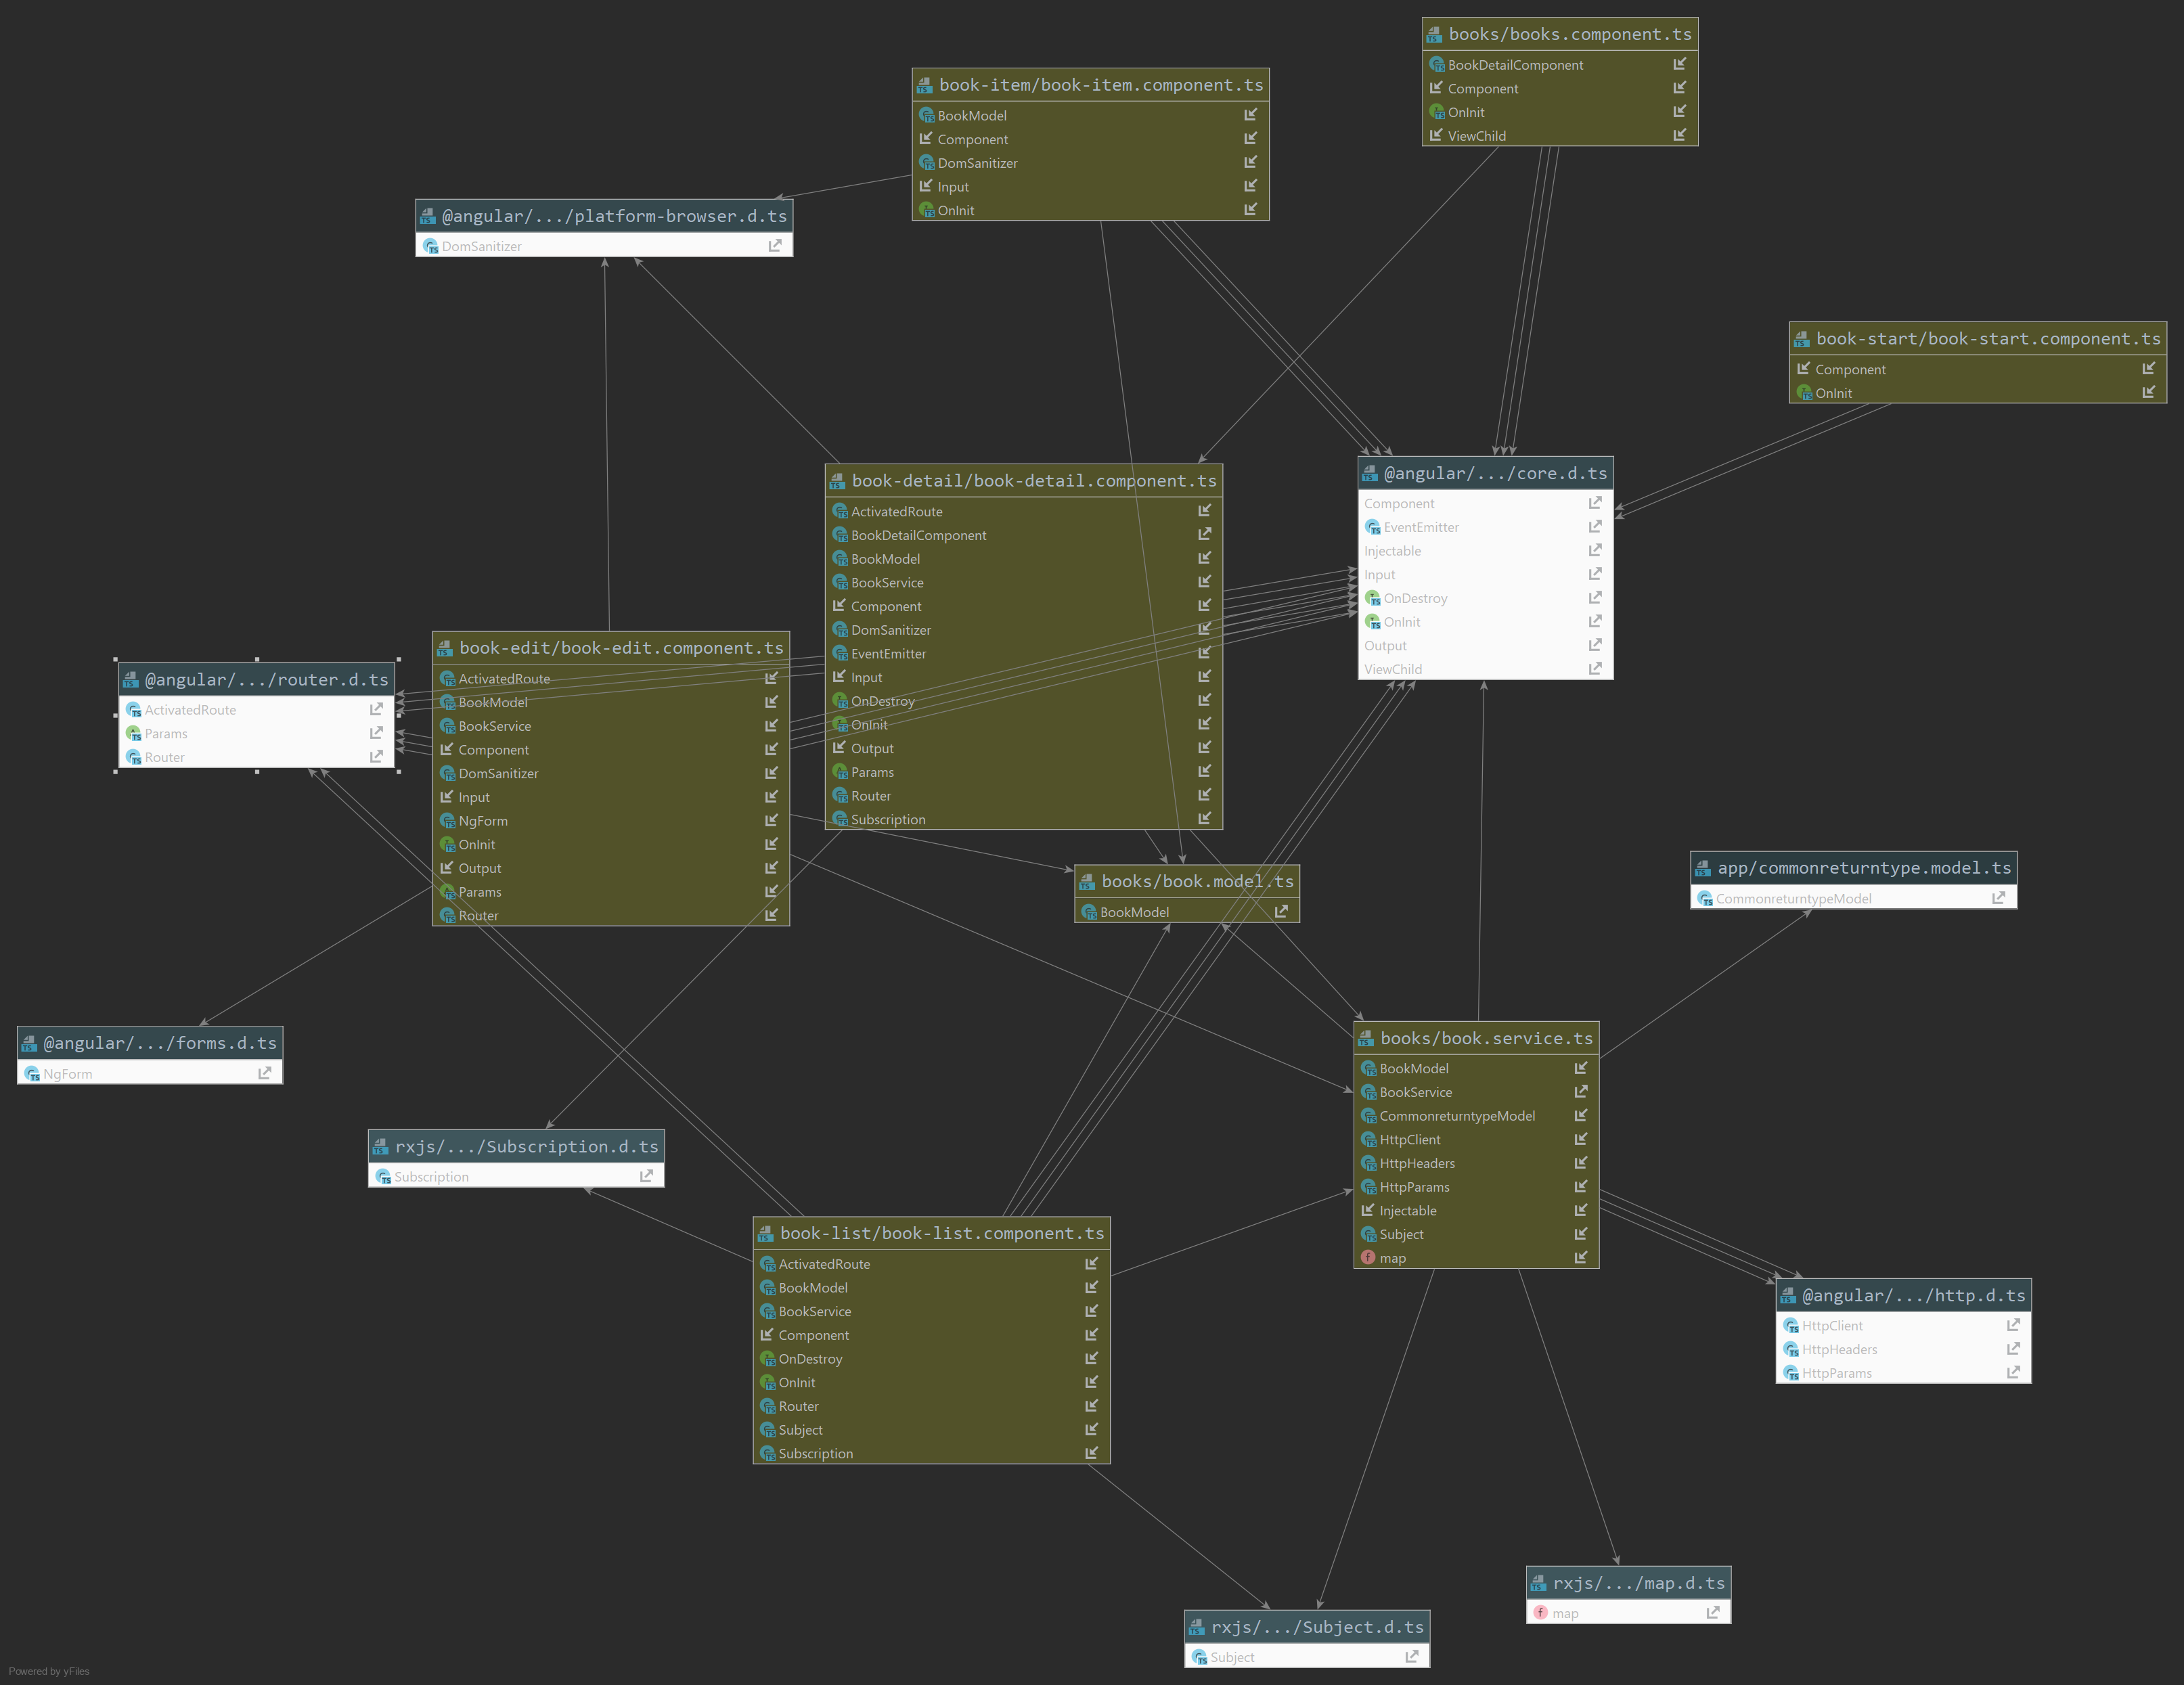 books/books.component.ts
BookDetailComponent
Component
OnInit
ViewChild
book-item/book-item.component.ts
BookModel
Component
DomSanitizer
Input
OnInit
@angular/.../platform-browser.d.ts
DomSanitizer
book-start/book-start.component.ts
Component
OnInit
book-detail/book-detail.component.ts
ActivatedRoute
BookDetailComponent
BookModel
BookService
Component
DomSanitizer
EventEmitter
Input
OnDestroy
OnInit
Output
Params
Router
Subscription
@angular/.../core.d.ts
Component
EventEmitter
Injectable
Input
OnDestroy
OnInit
Output
ViewChild
book-edit/book-edit.component.ts
ActivatedRoute
BookModel
BookService
Component
DomSanitizer
Input
NgForm
OnInit
Output
Params
Router
@angular/.../router.d.ts
ActivatedRoute
Params
Router
books/book.model.ts
BookModel
app/commonreturntype.model.ts
CommonreturntypeModel
@angular/.../forms.d.ts
NgForm
books/book.service.ts
BookModel
BookService
CommonreturntypeModel
HttpClient
HttpHeaders
HttpParams
Injectable
Subject
map
rxjs/.../Subscription.d.ts
Subscription
book-list/book-list.component.ts
ActivatedRoute
BookModel
BookService
Component
OnDestroy
OnInit
Router
Subject
Subscription
@angular/.../http.d.ts
HttpClient
HttpHeaders
HttpParams
rxjs/.../map.d.ts
map
rxjs/.../Subject.d.ts
Subject
Powered by yFiles